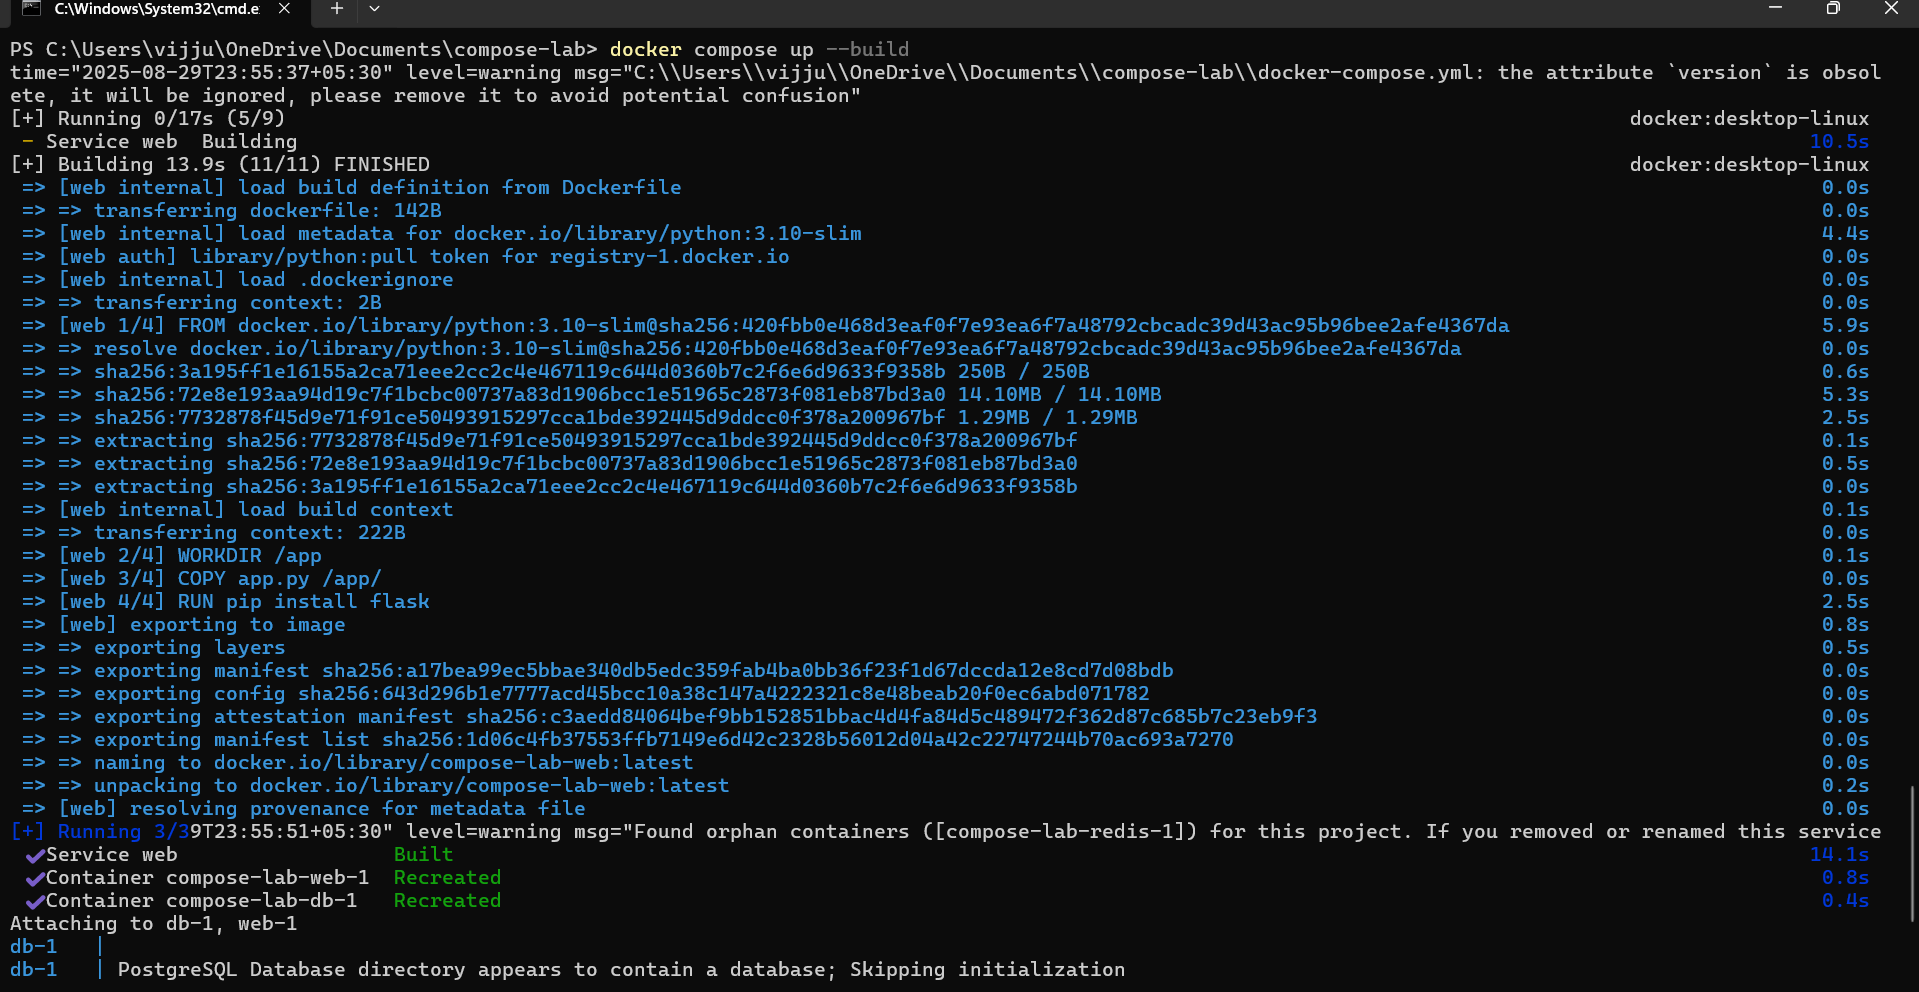 C:\Windows\System32\cmd.e
PS C:\Users\vijju\OneDrive\Documents\compose-lab> docker compose up --build
time="2025-08-29T23:55:37+05:30" level=warning msg="C:\\Users\\vijju\\OneDrive\\Documents\\compose-lab\\docker-compose.yml: the attribute `version` is obsol
ete, it will be ignored, please remove it to avoid potential confusion"
[+] Running 0/17s (5/9) docker:desktop-linux
- Service web  Building 10.5s
[+] Building 13.9s (11/11) FINISHED docker:desktop-linux
=> [web internal] load build definition from Dockerfile 0.0s
=> => transferring dockerfile: 142B 0.0s
=> [web internal] load metadata for docker.io/library/python:3.10-slim 4.4s
=> [web auth] library/python:pull token for registry-1.docker.io 0.0s
=> [web internal] load .dockerignore 0.0s
=> => transferring context: 2B 0.0s
=> [web 1/4] FROM docker.io/library/python:3.10-slim@sha256:420fbb0e468d3eaf0f7e93ea6f7a48792cbcadc39d43ac95b96bee2afe4367da 5.9s
=> => resolve docker.io/library/python:3.10-slim@sha256:420fbb0e468d3eaf0f7e93ea6f7a48792cbcadc39d43ac95b96bee2afe4367da 0.0s
=> => sha256:3a195ff1e16155a2ca71eee2cc2c4e467119c644d0360b7c2f6e6d9633f9358b 250B / 250B 0.6s
=> => sha256:72e8e193aa94d19c7f1bcbc00737a83d1906bcc1e51965c2873f081eb87bd3a0 14.10MB / 14.10MB 5.3s
=> => sha256:7732878f45d9e71f91ce50493915297cca1bde392445d9ddcc0f378a200967bf 1.29MB / 1.29MB 2.5s
=> => extracting sha256:7732878f45d9e71f91ce50493915297cca1bde392445d9ddcc0f378a200967bf 0.1s
=> => extracting sha256:72e8e193aa94d19c7f1bcbc00737a83d1906bcc1e51965c2873f081eb87bd3a0 0.5s
=> => extracting sha256:3a195ff1e16155a2ca71eee2cc2c4e467119c644d0360b7c2f6e6d9633f9358b 0.0s
=> [web internal] load build context 0.1s
=> => transferring context: 222B 0.0s
=> [web 2/4] WORKDIR /app 0.1s
=> [web 3/4] COPY app.py /app/ 0.0s
=> [web 4/4] RUN pip install flask 2.5s
=> [web] exporting to image 0.8s
=> => exporting layers 0.5s
=> => exporting manifest sha256:a17bea99ec5bbae340db5edc359fab4ba0bb36f23f1d67dccda12e8cd7d08bdb 0.0s
=> => exporting config sha256:643d296b1e7777acd45bcc10a38c147a4222321c8e48beab20f0ec6abd071782 0.0s
=> => exporting attestation manifest sha256:c3aedd84064bef9bb152851bbac4d4fa84d5c489472f362d87c685b7c23eb9f3 0.0s
=> => exporting manifest list sha256:1d06c4fb37553ffb7149e6d42c2328b56012d04a42c22747244b70ac693a7270 0.0s
=> => naming to docker.io/library/compose-lab-web:latest 0.0s
=> => unpacking to docker.io/library/compose-lab-web:latest 0.2s
=> [web] resolving provenance for metadata file 0.0s
[+] Running 3/39T23:55:51+05:30" level=warning msg="Found orphan containers ([compose-lab-redis-1]) for this project. If you removed or renamed this service
✔Service web Built 14.1s
✔Container compose-lab-web-1 Recreated 0.8s
✔Container compose-lab-db-1 Recreated 0.4s
Attaching to db-1, web-1
db-1 |
db-1 | PostgreSQL Database directory appears to contain a database; Skipping initialization